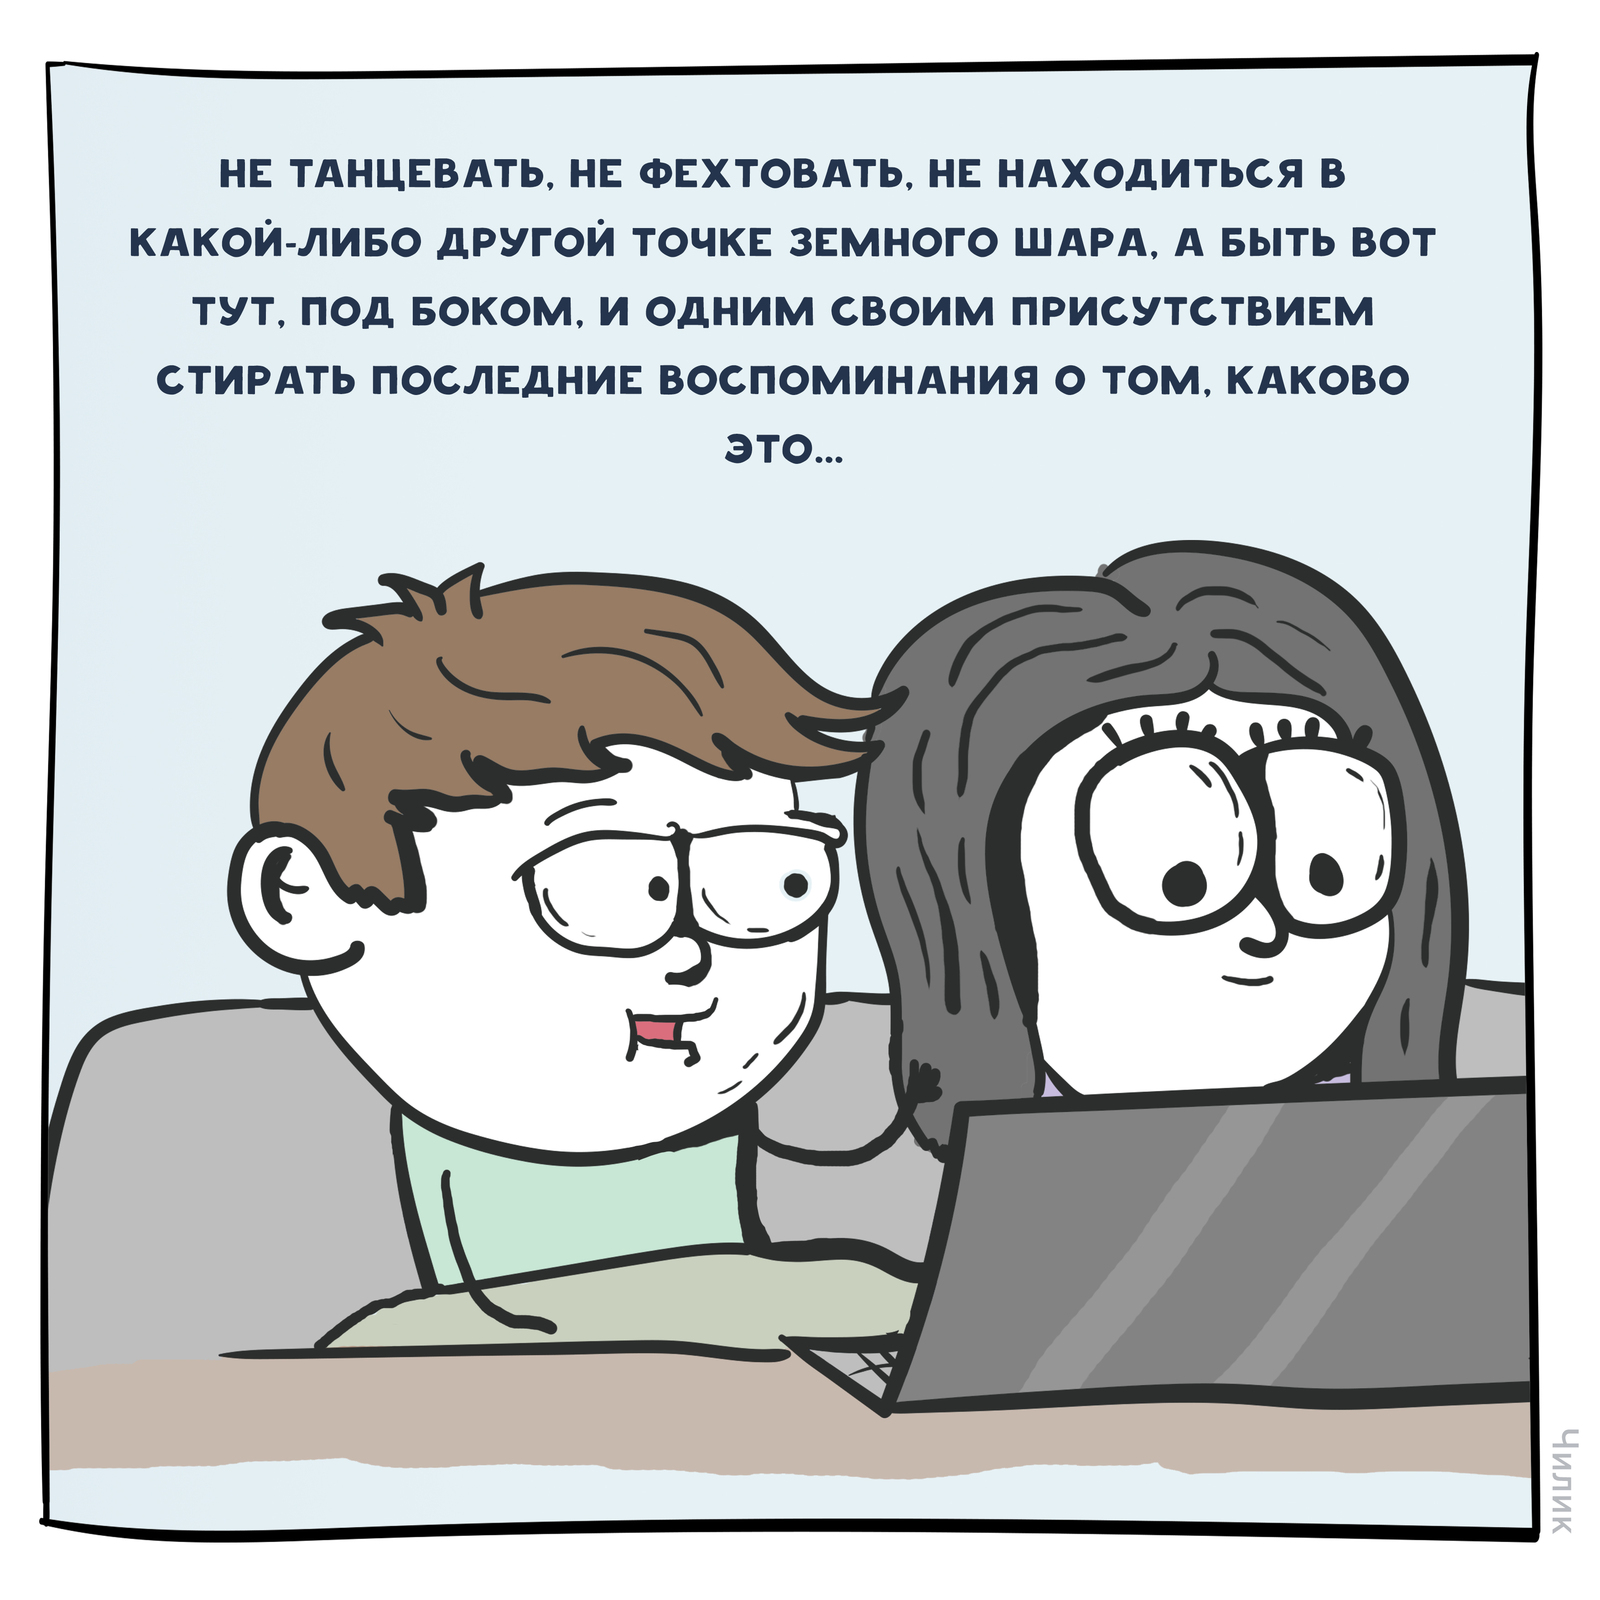 НЕ ТАНЦЕВАТЬ, НЕ ФЕХТОВАТЬ, НЕ НАХОДИТЬСЯ В
КАКОЙ-ЛИБО ДРУГОЙ ТОЧКЕ ЗЕМНОГО ШАРА, А БЫТЬ ВОТ
ТУТ, ПОД БОКОМ, И ОДНИМ СВОИМ ПРИСУТСТВИЕМ
СТИРАТЬ ПОСЛЕДНИЕ ВОСПОМИНАНИЯ О ТОМ, КАКОВО
ЭТО...
Чилик